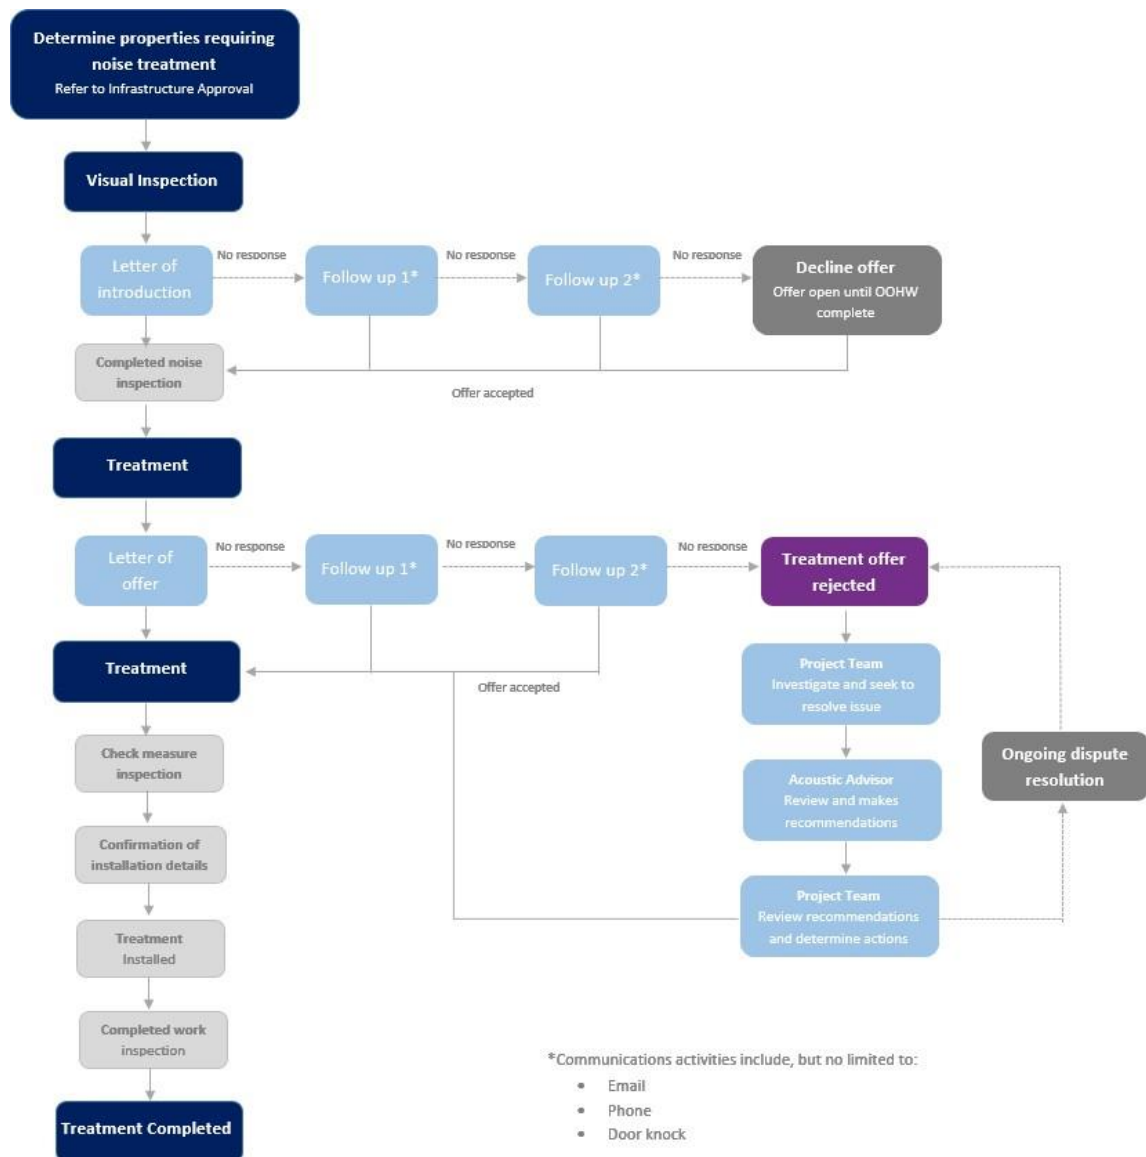 Determine properties requiring
noise treatment
Refer to Infrastructure Approval
Visual Inspection
Letter of
introduction
No response
Follow up 1*
No response
Follow up 2*
No response
Decline offer
Offer open until OOHW
complete
Completed noise
inspection
Offer accepted
Treatment
Letter of
offer
No response
Follow up 1*
No response
Follow up 2*
No response
Treatment offer
rejected
Treatment
Offer accepted
Project Team
Investigate and seek to
resolve issue
Check measure
inspection
Acoustic Advisor
Review and makes
recommendations
Ongoing dispute
resolution
Confirmation of
installation details
Project Team
Review recommendations
and determine actions
Treatment
Installed
Completed work
inspection
Treatment Completed
*Communications activities include, but no limited to:
• Email
• Phone
• Door knock